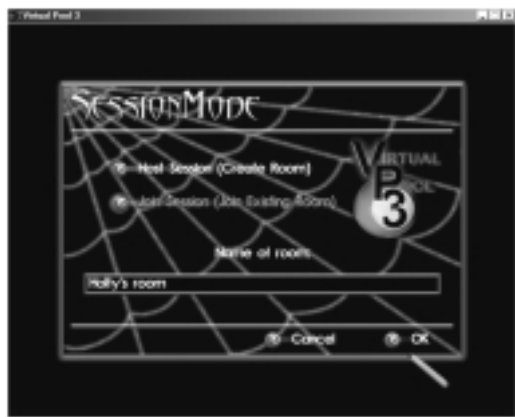 Virtual Pool 3
SESSIONMODE
Host Session (Create Room)
Join Session (Join Existing Room)
VIRTUAL
POOL
3
Name of room:
Holly's room
Cancel
OK